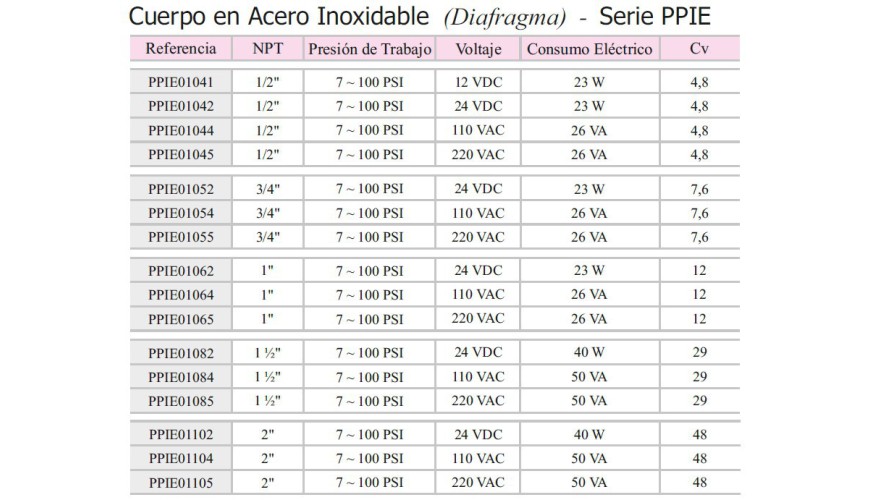 Cuerpo en Acero Inoxidable (Diafragma) - Serie PPIE
Referencia NPT Presión de Trabajo Voltaje Consumo Eléctrico Cv
PPIE01041 1/2" 7 ~ 100 PSI 12 VDC 23 W 4,8
PPIE01042 1/2" 7 ~ 100 PSI 24 VDC 23 W 4,8
PPIE01044 1/2" 7 ~ 100 PSI 110 VAC 26 VA 4,8
PPIE01045 1/2" 7 ~ 100 PSI 220 VAC 26 VA 4,8
PPIE01052 3/4" 7 ~ 100 PSI 24 VDC 23 W 7,6
PPIE01054 3/4" 7 ~ 100 PSI 110 VAC 26 VA 7,6
PPIE01055 3/4" 7 ~ 100 PSI 220 VAC 26 VA 7,6
PPIE01062 1" 7 ~ 100 PSI 24 VDC 23 W 12
PPIE01064 1" 7 ~ 100 PSI 110 VAC 26 VA 12
PPIE01065 1" 7 ~ 100 PSI 220 VAC 26 VA 12
PPIE01082 1 ½" 7 ~ 100 PSI 24 VDC 40 W 29
PPIE01084 1 ½" 7 ~ 100 PSI 110 VAC 50 VA 29
PPIE01085 1 ½" 7 ~ 100 PSI 220 VAC 50 VA 29
PPIE01102 2" 7 ~ 100 PSI 24 VDC 40 W 48
PPIE01104 2" 7 ~ 100 PSI 110 VAC 50 VA 48
PPIE01105 2" 7 ~ 100 PSI 220 VAC 50 VA 48